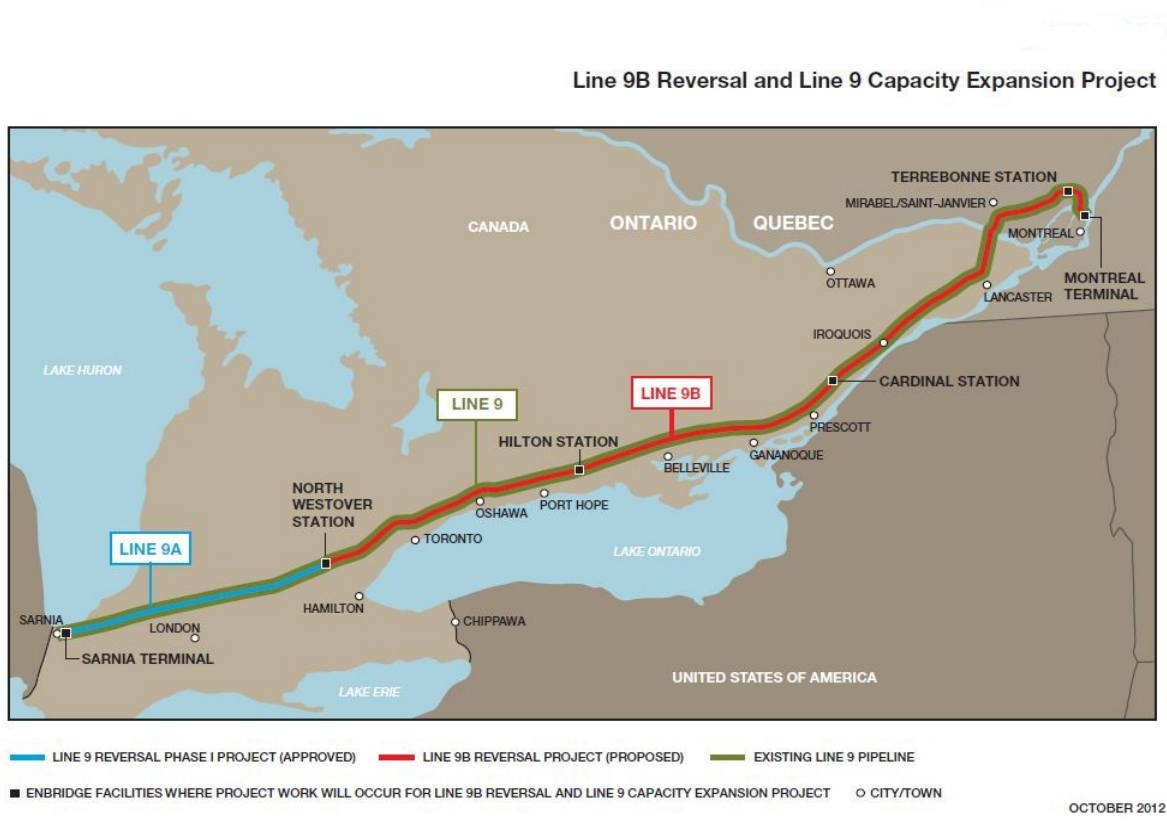 Line 9B Reversal and Line 9 Capacity Expansion Project
TERREBONNE STATION
MIRABEL/SAINT-JANVIER
CANADA
ONTARIO
QUEBEC
MONTREAL
OTTAWA
MONTREAL
TERMINAL
LANCASTER
IROQUOIS
LAKE HURON
CARDINAL STATION
LINE 9B
LINE 9
PRESCOTT
HILTON STATION
GANANOQUE
BELLEVILLE
NORTH
WESTOVER
STATION
PORT HOPE
OSHAWA
TORONTO
LINE 9A
LAKE ONTARIO
HAMILTON
SARNIA
CHIPPAWA
LONDON
SARNIA TERMINAL
UNITED STATES OF AMERICA
LAKE ERIE
LINE 9 REVERSAL PHASE I PROJECT (APPROVED)
LINE 9B REVERSAL PROJECT (PROPOSED)
EXISTING LINE 9 PIPELINE
ENBRIDGE FACILITIES WHERE PROJECT WORK WILL OCCUR FOR LINE 9B REVERSAL AND LINE 9 CAPACITY EXPANSION PROJECT
CITY/TOWN
OCTOBER 2012